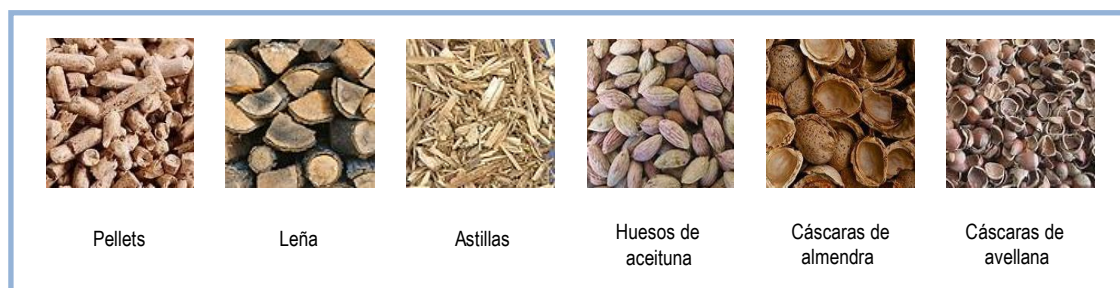 Pellets
Leña
Astillas
Huesos de
aceituna
Cáscaras de
almendra
Cáscaras de
avellana